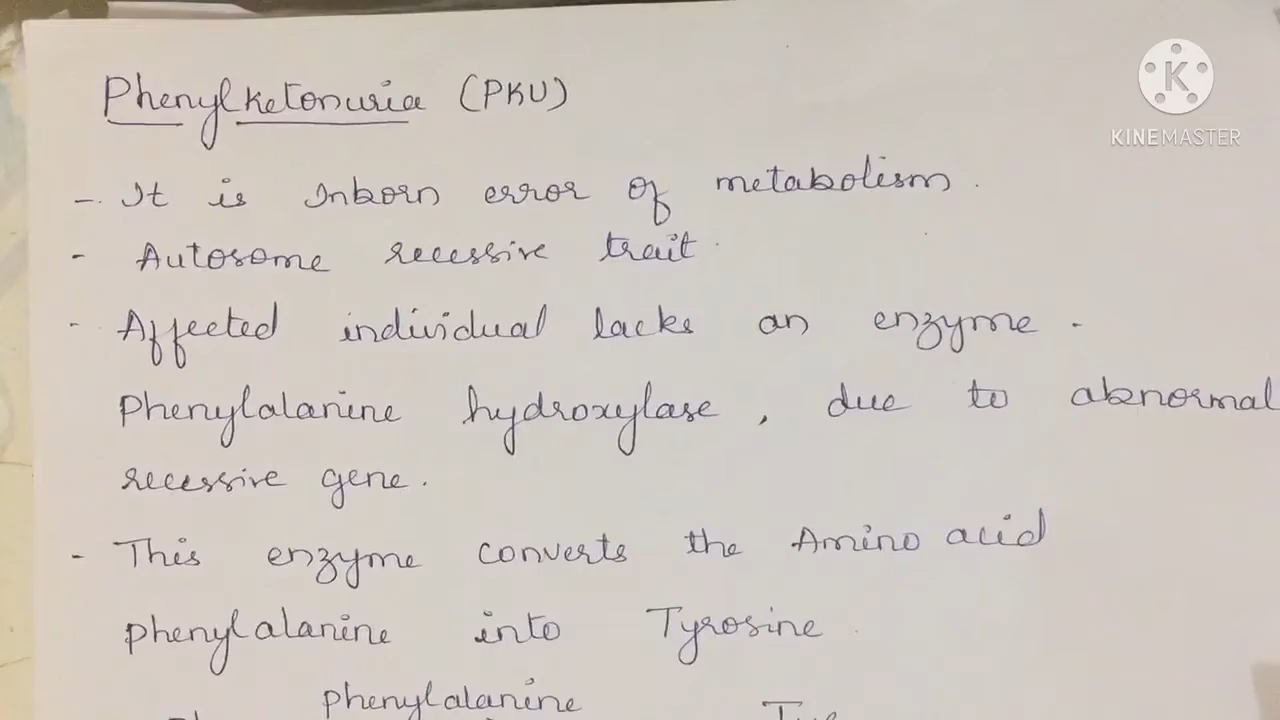 Phenylketonuria (PKU)
K
KINEMASTER
- It is Inborn error of metabolism.
- Autosome recessive trait.
- Affected individual lacks an enzyme.
phenylalanine hydroxylase, due to abnormal
recessive gene.
- This enzyme converts the Amino acid
phenylalanine into Tyrosine.
phenylalanine